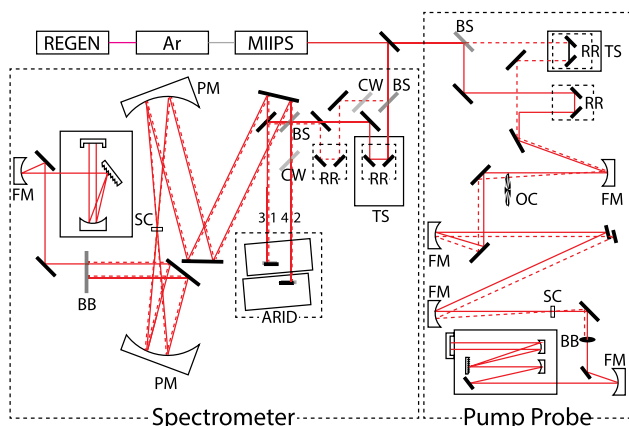 REGEN
Ar
MIIPS
BS
RR
TS
PM
CW
BS
RR
BS
CW
RR
RR
TS
FM
SC
3 1 4 2
FM
OC
BB
ARID
FM
FM
SC
PM
BB
FM
Spectrometer
Pump Probe